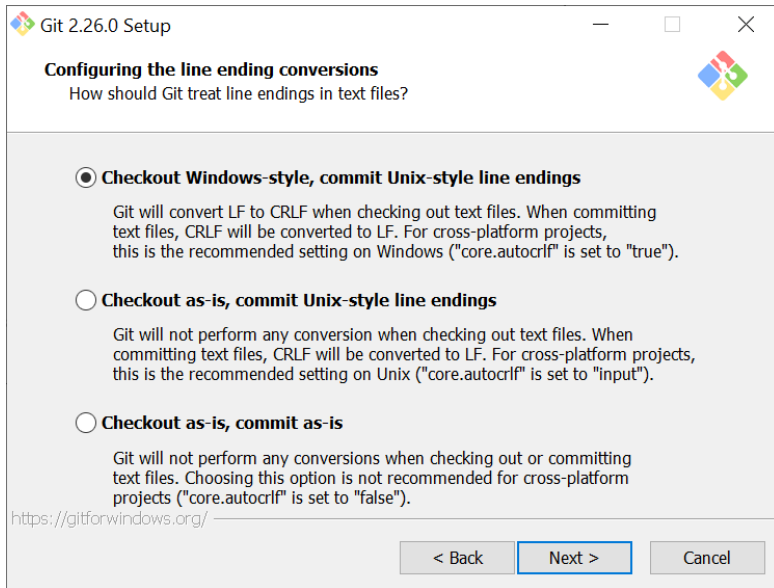 Git 2.26.0 Setup
Configuring the line ending conversions
How should Git treat line endings in text files?
Checkout Windows-style, commit Unix-style line endings
Git will convert LF to CRLF when checking out text files. When committing
text files, CRLF will be converted to LF. For cross-platform projects,
this is the recommended setting on Windows ("core.autocrlf" is set to "true").
Checkout as-is, commit Unix-style line endings
Git will not perform any conversion when checking out text files. When
committing text files, CRLF will be converted to LF. For cross-platform projects,
this is the recommended setting on Unix ("core.autocrlf" is set to "input").
Checkout as-is, commit as-is
Git will not perform any conversions when checking out or committing
text files. Choosing this option is not recommended for cross-platform
projects ("core.autocrlf" is set to "false").
https://gitforwindows.org/
< Back Next > Cancel